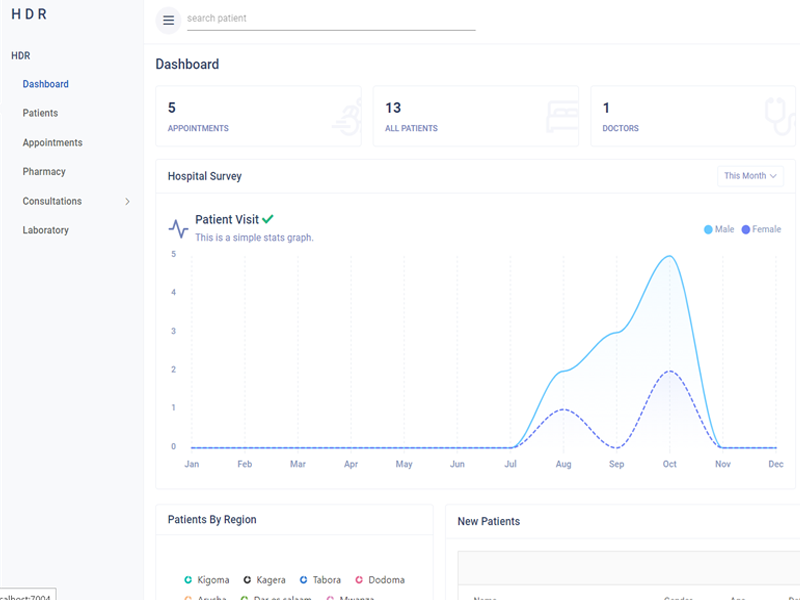 HDR
search patient
HDR
Dashboard
Patients
Appointments
Pharmacy
Consultations
Laboratory
Dashboard
5
APPOINTMENTS
13
ALL PATIENTS
1
DOCTORS
Hospital Survey
This Month
Patient Visit
This is a simple stats graph.
Male Female
5
4
3
2
1
0
Jan Feb Mar Apr May Jun Jul Aug Sep Oct Nov Dec
Patients By Region
Kigoma Kagera Tabora Dodoma
Arusha Dar es salaam Mwanza
New Patients
Name Gender Age